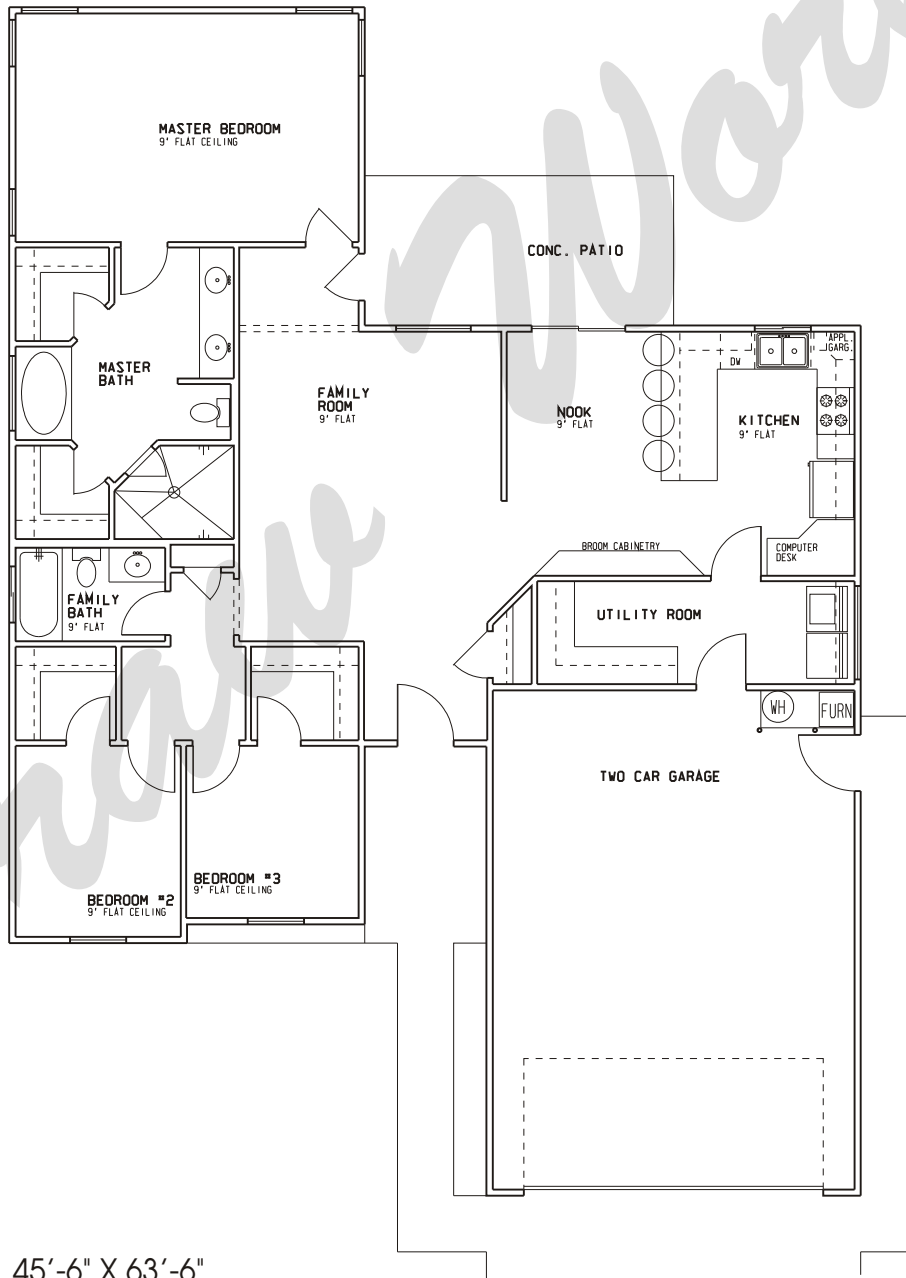 MASTER BEDROOM
9' FLAT CEILING
CONC. PATIO
MASTER
BATH
FAMILY
ROOM
9' FLAT
NOOK
9' FLAT
DW
APPL.
GARG.
KITCHEN
9' FLAT
BROOM CABINETRY
COMPUTER
DESK
FAMILY
BATH
9' FLAT
UTILITY ROOM
WH
FURN
TWO CAR GARAGE
BEDROOM #2
9' FLAT CEILING
BEDROOM #3
9' FLAT CEILING
45'-6" X 63'-6"